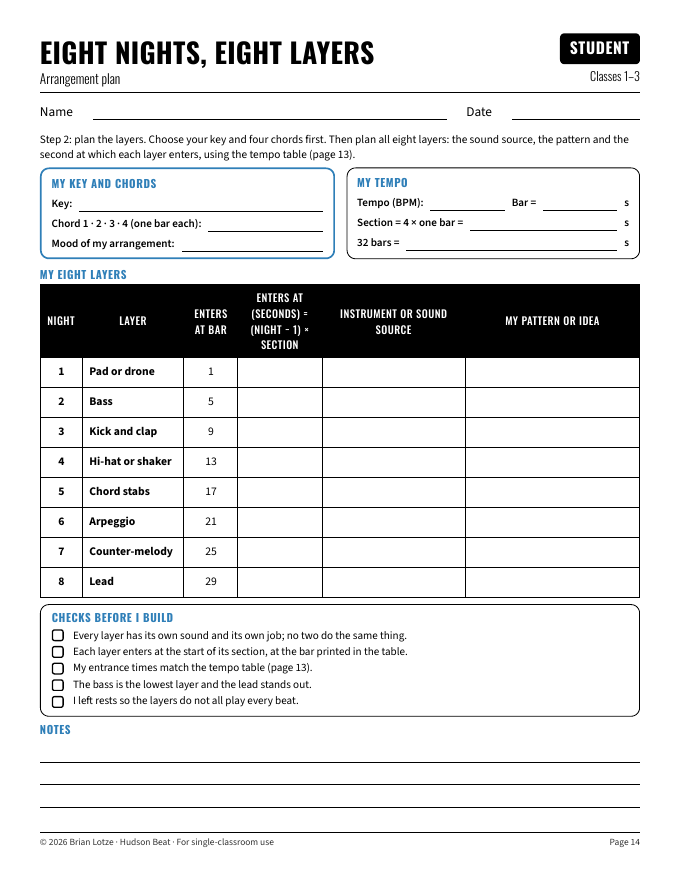 EIGHT NIGHTS, EIGHT LAYERS
STUDENT
Arrangement plan
Classes 1–3
Name
Date
Step 2: plan the layers. Choose your key and four chords first. Then plan all eight layers: the sound source, the pattern and the
second at which each layer enters, using the tempo table (page 13).
MY KEY AND CHORDS
Key:
Chord 1 · 2 · 3 · 4 (one bar each):
Mood of my arrangement:
MY TEMPO
Tempo (BPM): Bar = s
Section = 4 × one bar = s
32 bars = s
MY EIGHT LAYERS
NIGHT
LAYER
ENTERS
AT BAR
ENTERS AT
(SECONDS) =
(NIGHT − 1) ×
SECTION
INSTRUMENT OR SOUND
SOURCE
MY PATTERN OR IDEA
1 Pad or drone 1
2 Bass 5
3 Kick and clap 9
4 Hi-hat or shaker 13
5 Chord stabs 17
6 Arpeggio 21
7 Counter-melody 25
8 Lead 29
CHECKS BEFORE I BUILD
Every layer has its own sound and its own job; no two do the same thing.
Each layer enters at the start of its section, at the bar printed in the table.
My entrance times match the tempo table (page 13).
The bass is the lowest layer and the lead stands out.
I left rests so the layers do not all play every beat.
NOTES
© 2026 Brian Lotze · Hudson Beat · For single-classroom use
Page 14